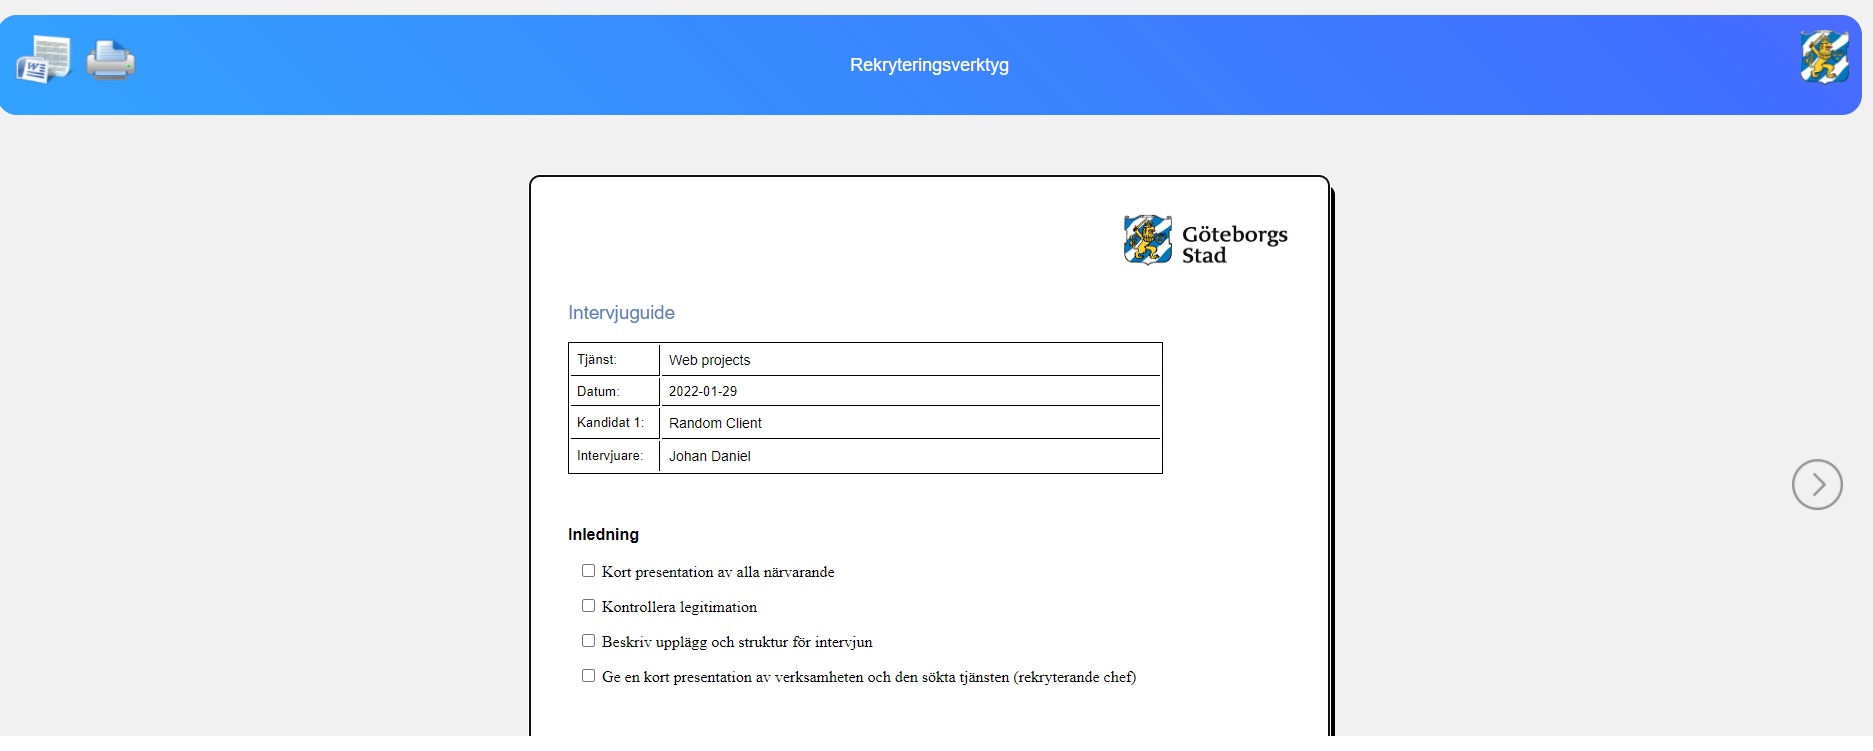 Rekryteringsverktyg
Göteborgs
Stad
Intervjuguide
Tjänst: Web projects
Datum: 2022-01-29
Kandidat 1: Random Client
Intervjuare: Johan Daniel
Inledning
Kort presentation av alla närvarande
Kontrollera legitimation
Beskriv upplägg och struktur för intervjun
Ge en kort presentation av verksamheten och den sökta tjänsten (rekryterande chef)